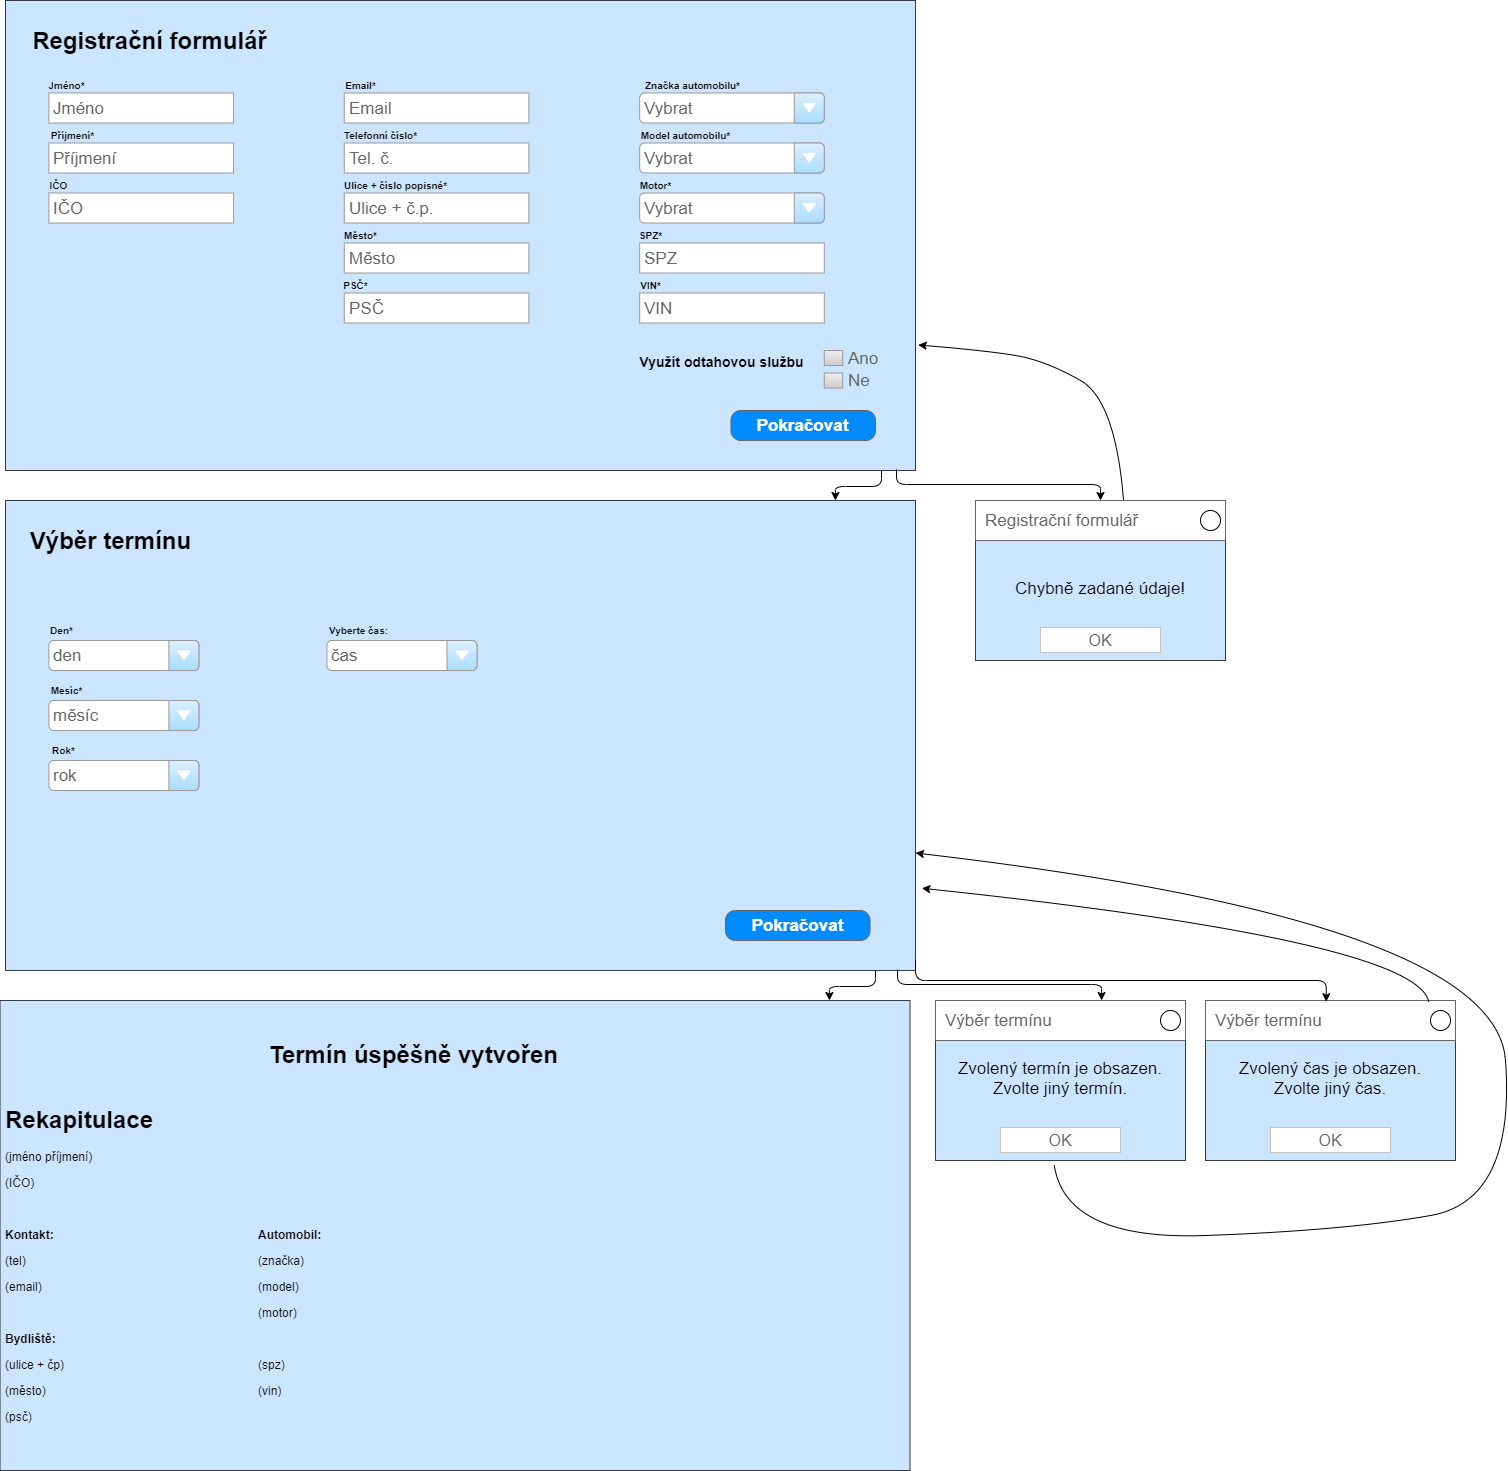 Registrační formulář
Jméno*
Jméno
Příjmení*
Příjmení
IČO
IČO
Email*
Email
Telefonní číslo*
Tel. č.
Ulice + číslo popisné*
Ulice + č.p.
Město*
Město
PSČ*
PSČ
Značka automobilu*
Vybrat
Model automobilu*
Vybrat
Motor*
Vybrat
SPZ*
SPZ
VIN*
VIN
Využít odtahovou službu
Ano
Ne
Pokračovat
Registrační formulář
Chybně zadané údaje!
OK
Výběr termínu
Den*
den
Mesíc*
měsíc
Rok*
rok
Vyberte čas:
čas
Pokračovat
Výběr termínu
Zvolený termín je obsazen.
Zvolte jiný termín.
OK
Výběr termínu
Zvolený čas je obsazen.
Zvolte jiný čas.
OK
Termín úspěšně vytvořen
Rekapitulace
(jméno příjmení)
(IČO)
Kontakt:
(tel)
(email)
Bydliště:
(ulice + čp)
(město)
(psč)
Automobil:
(značka)
(model)
(motor)
(spz)
(vin)